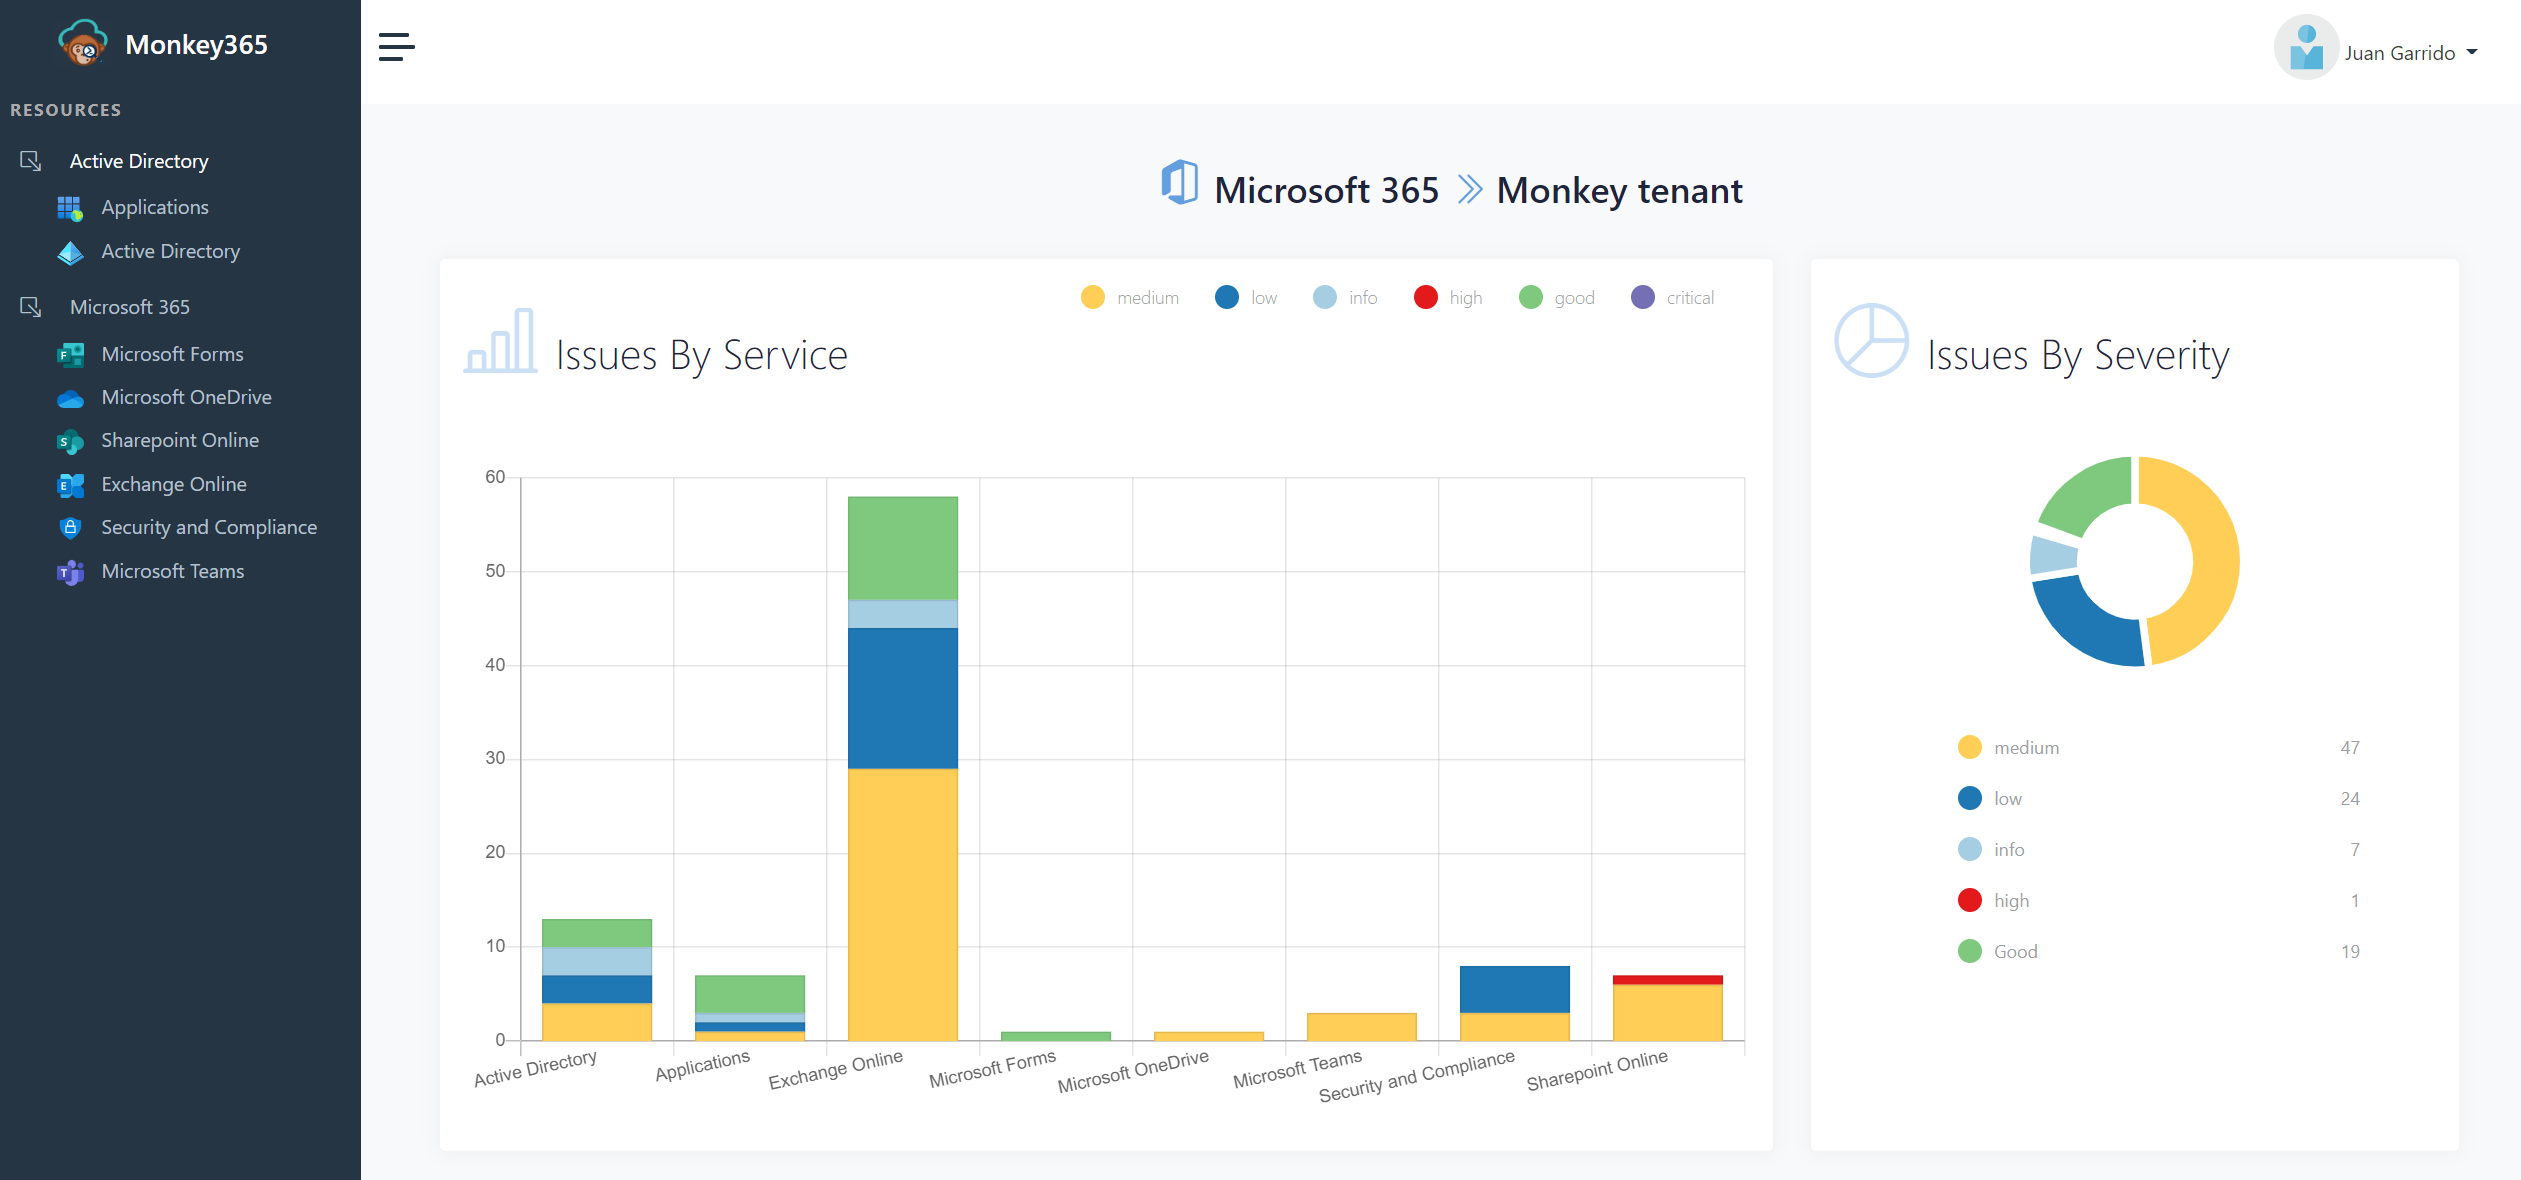 Monkey365
Juan Garrido
RESOURCES
Active Directory
Applications
Active Directory
Microsoft 365
Microsoft Forms
Microsoft OneDrive
Sharepoint Online
Exchange Online
Security and Compliance
Microsoft Teams
Microsoft 365 Monkey tenant
medium low info high good critical
Issues By Service
60
50
40
30
20
10
0
Active Directory
Applications
Exchange Online
Microsoft Forms
Microsoft OneDrive
Microsoft Teams
Security and Compliance
Sharepoint Online
Issues By Severity
medium 47
low 24
info 7
high 1
Good 19